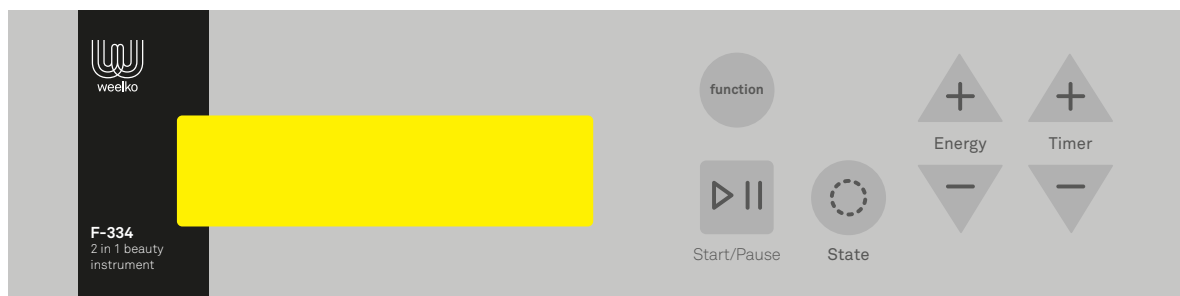 weelko
F-334
2 in 1 beauty
instrument
function
Start/Pause
State
Energy
Timer